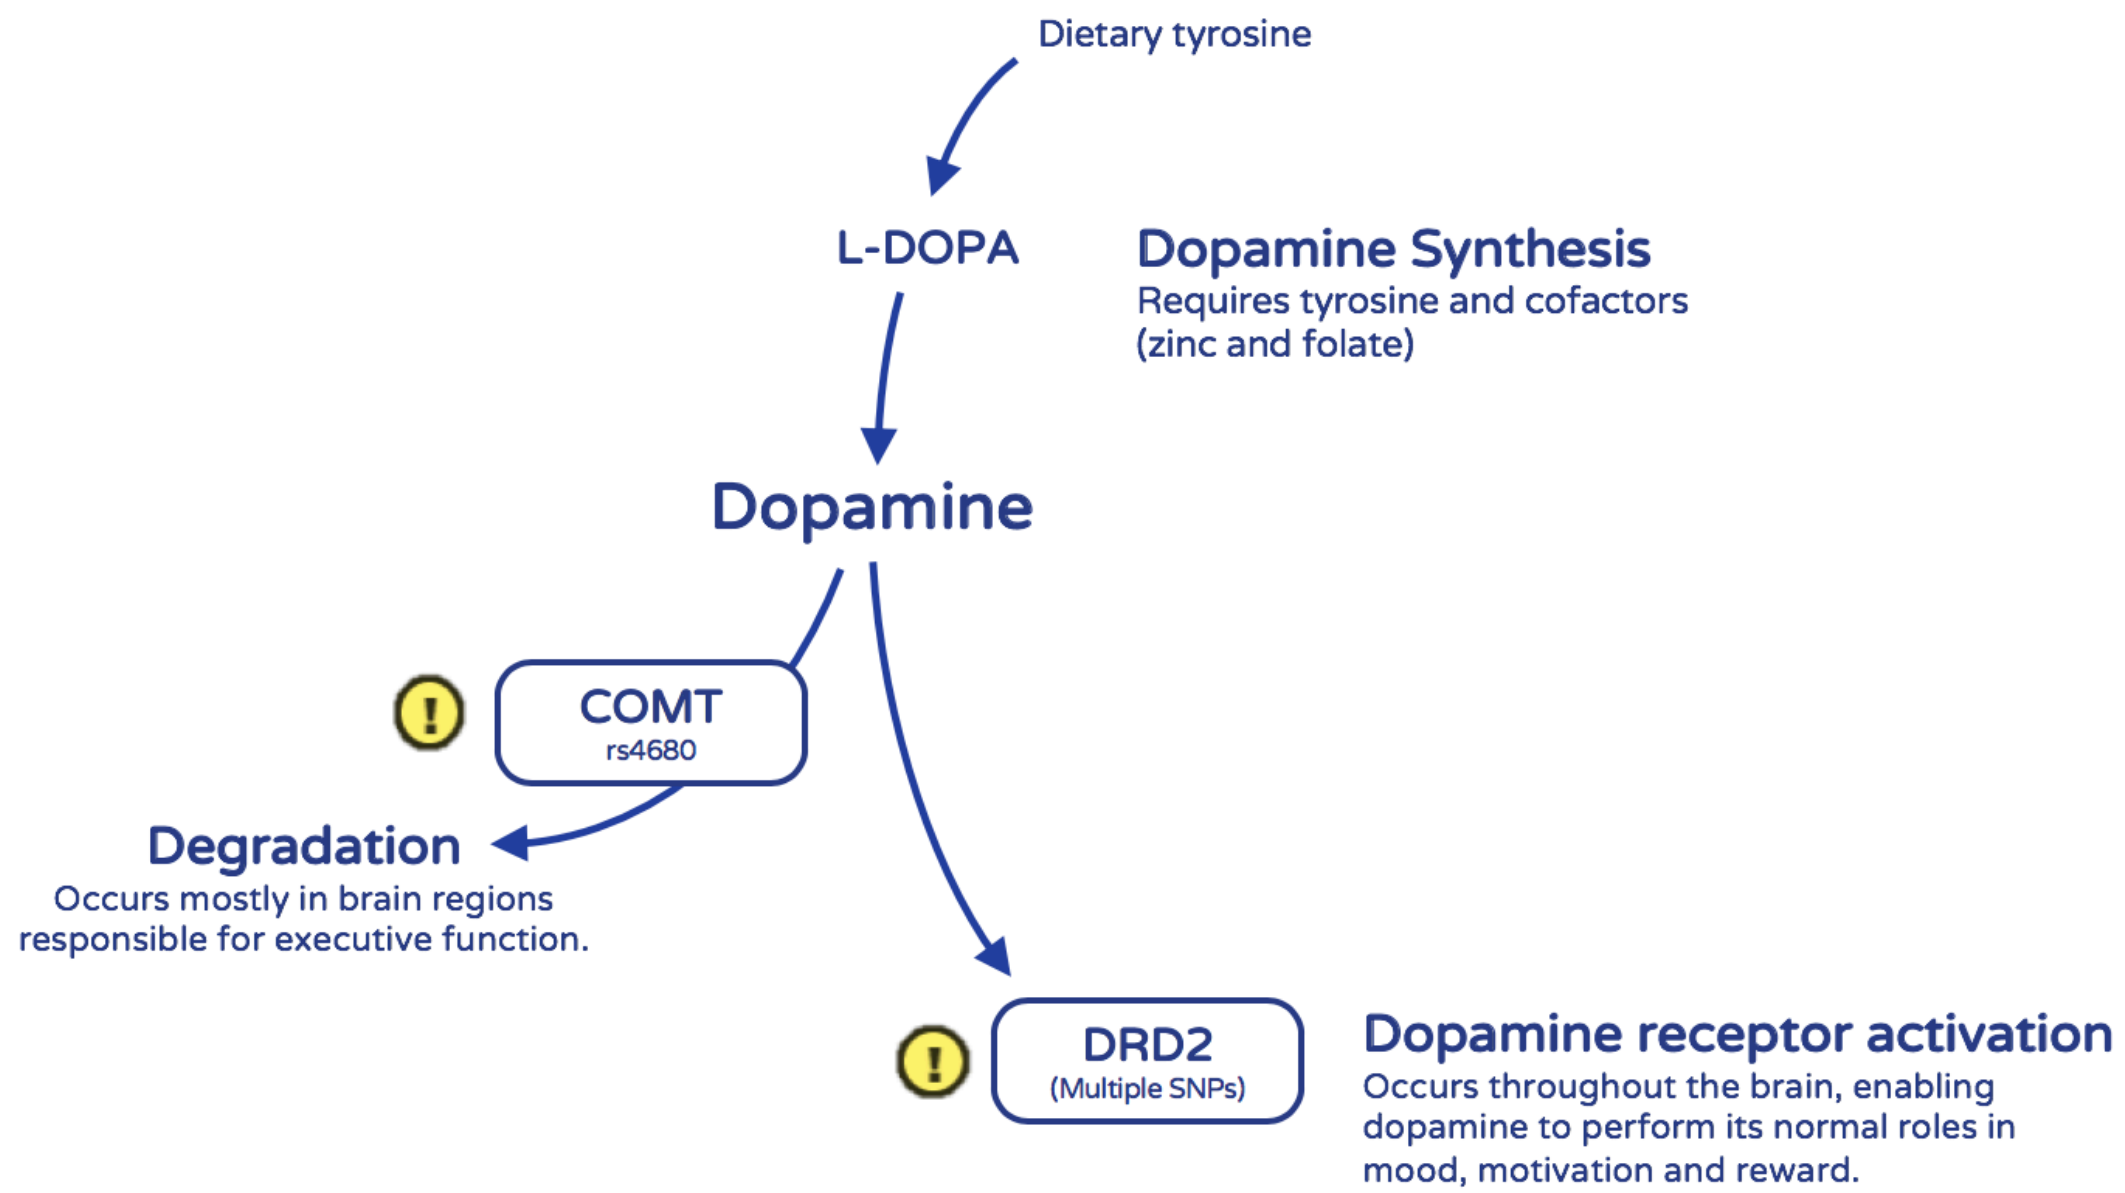 Dietary tyrosine
L-DOPA
Dopamine Synthesis
Requires tyrosine and cofactors
(zinc and folate)
Dopamine
!
COMT
rs4680
Degradation
Occurs mostly in brain regions
responsible for executive function.
!
DRD2
(Multiple SNPs)
Dopamine receptor activation
Occurs throughout the brain, enabling
dopamine to perform its normal roles in
mood, motivation and reward.